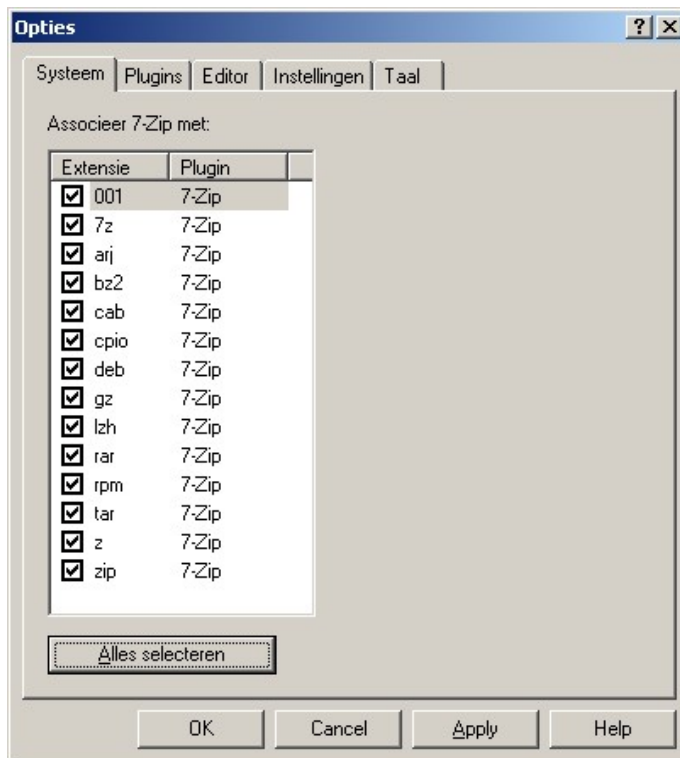 Opties
Systeem Plugins Editor Instellingen Taal
Associeer 7-Zip met:
Extensie Plugin
001 7-Zip
7z 7-Zip
arj 7-Zip
bz2 7-Zip
cab 7-Zip
cpio 7-Zip
deb 7-Zip
gz 7-Zip
lzh 7-Zip
rar 7-Zip
rpm 7-Zip
tar 7-Zip
z 7-Zip
zip 7-Zip
Alles selecteren
OK Cancel Apply Help